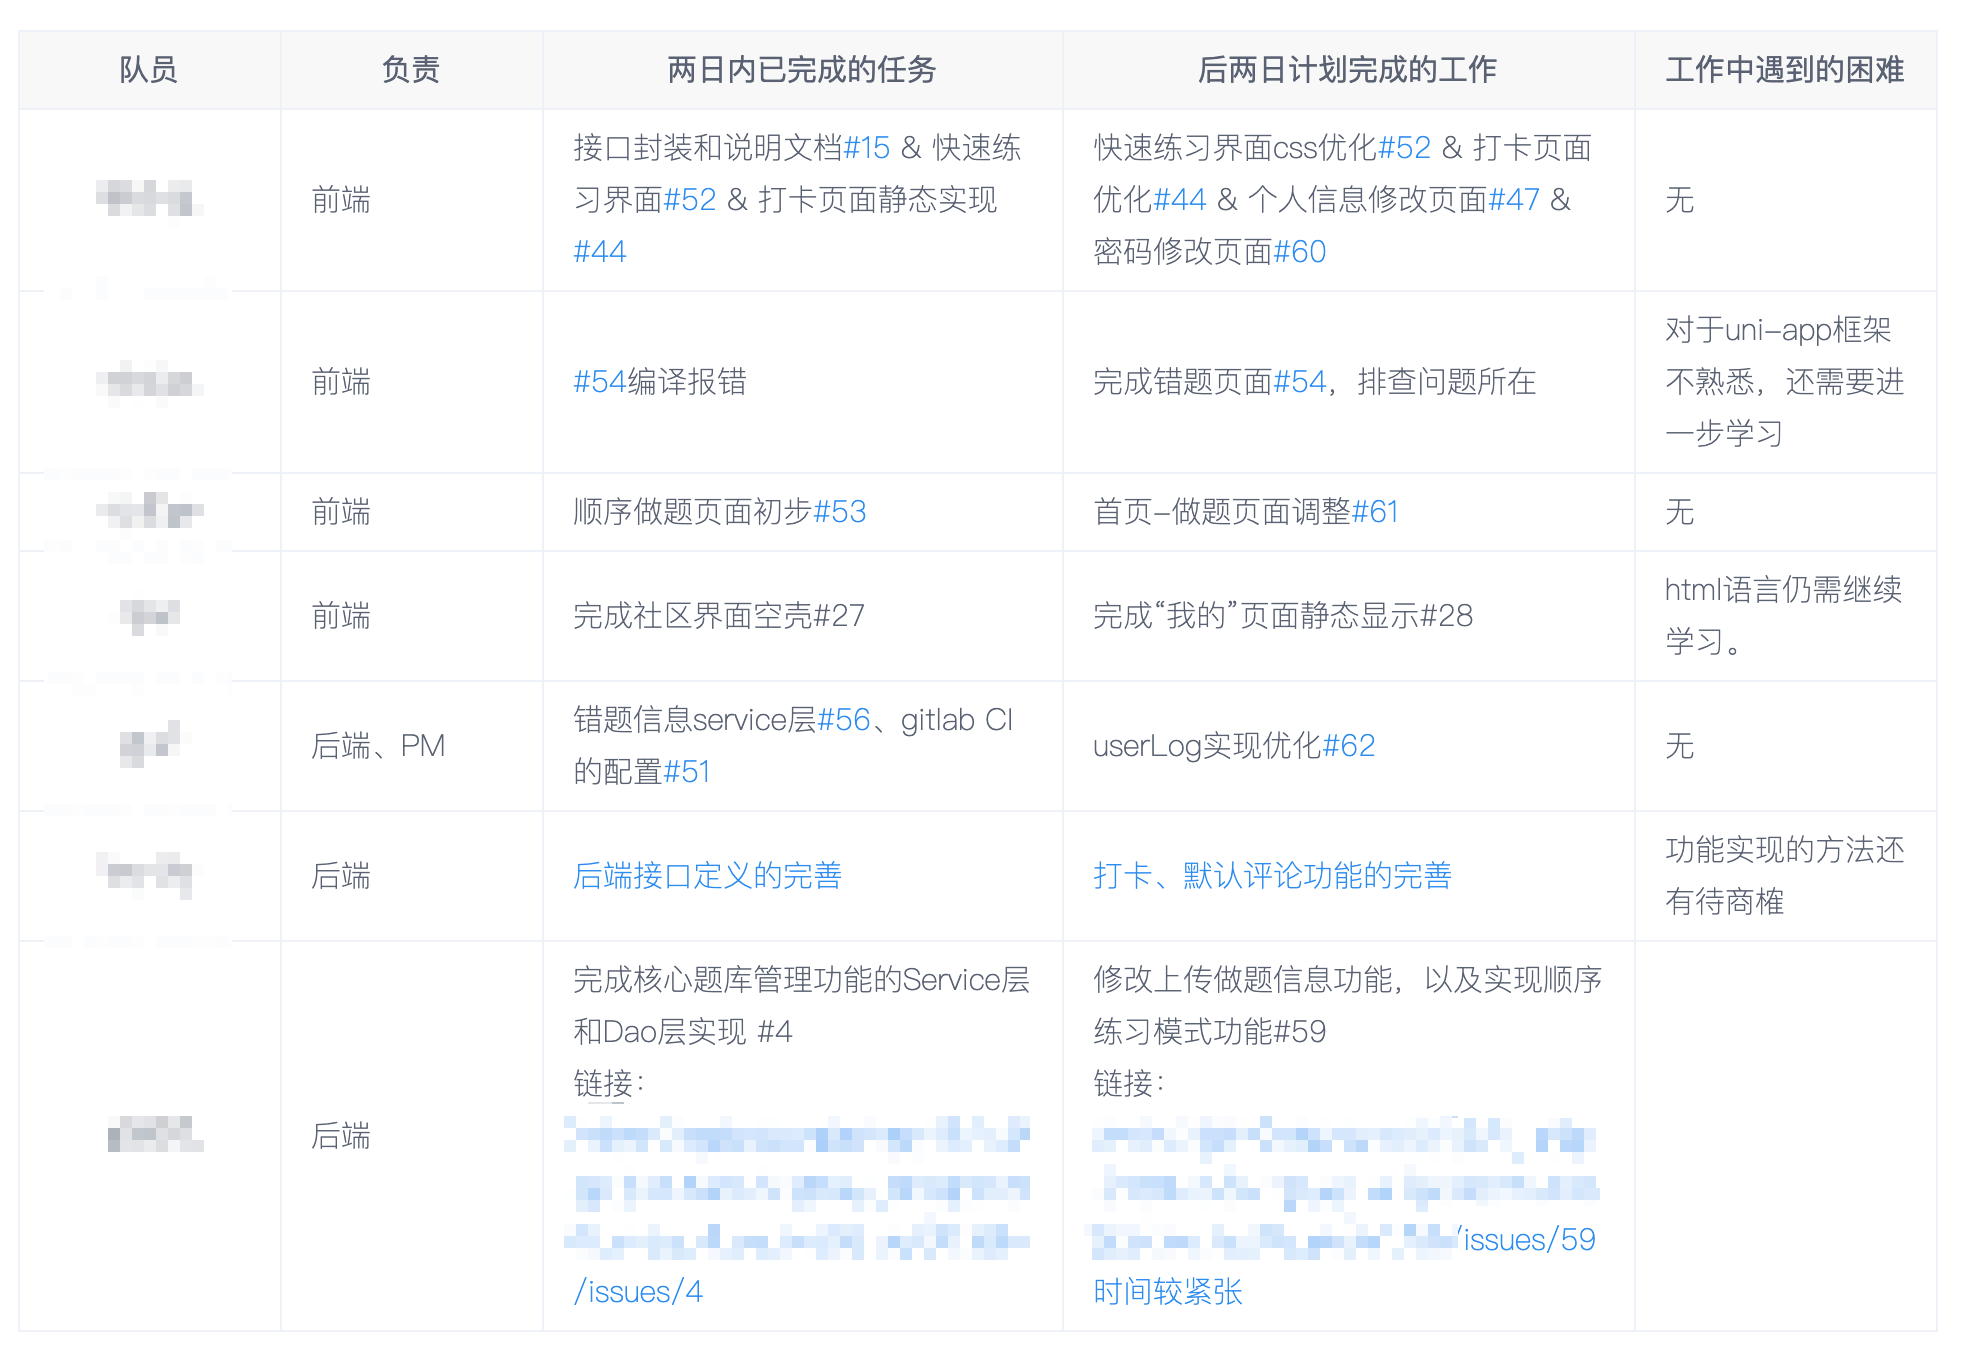 队员 负责 两日内已完成的任务 后两日计划完成的工作 工作中遇到的困难
前端
接口封装和说明文档#15 & 快速练
习界面#52 & 打卡页面静态实现
#44
快速练习界面css优化#52 & 打卡页面
优化#44 & 个人信息修改页面#47 &
密码修改页面#60
无
前端
#54编译报错
完成错题页面#54，排查问题所在
对于uni-app框架
不熟悉，还需要进
一步学习
前端
顺序做题页面初步#53
首页-做题页面调整#61
无
前端
完成社区界面空壳#27
完成“我的”页面静态显示#28
html语言仍需继续
学习。
后端、PM
错题信息service层#56、gitlab CI
的配置#51
userLog实现优化#62
无
后端
后端接口定义的完善
打卡、默认评论功能的完善
功能实现的方法还
有待商榷
后端
完成核心题库管理功能的Service层
和Dao层实现 #4
链接：
/issues/4
修改上传做题信息功能，以及实现顺序
练习模式功能#59
链接：
/issues/59
时间较紧张